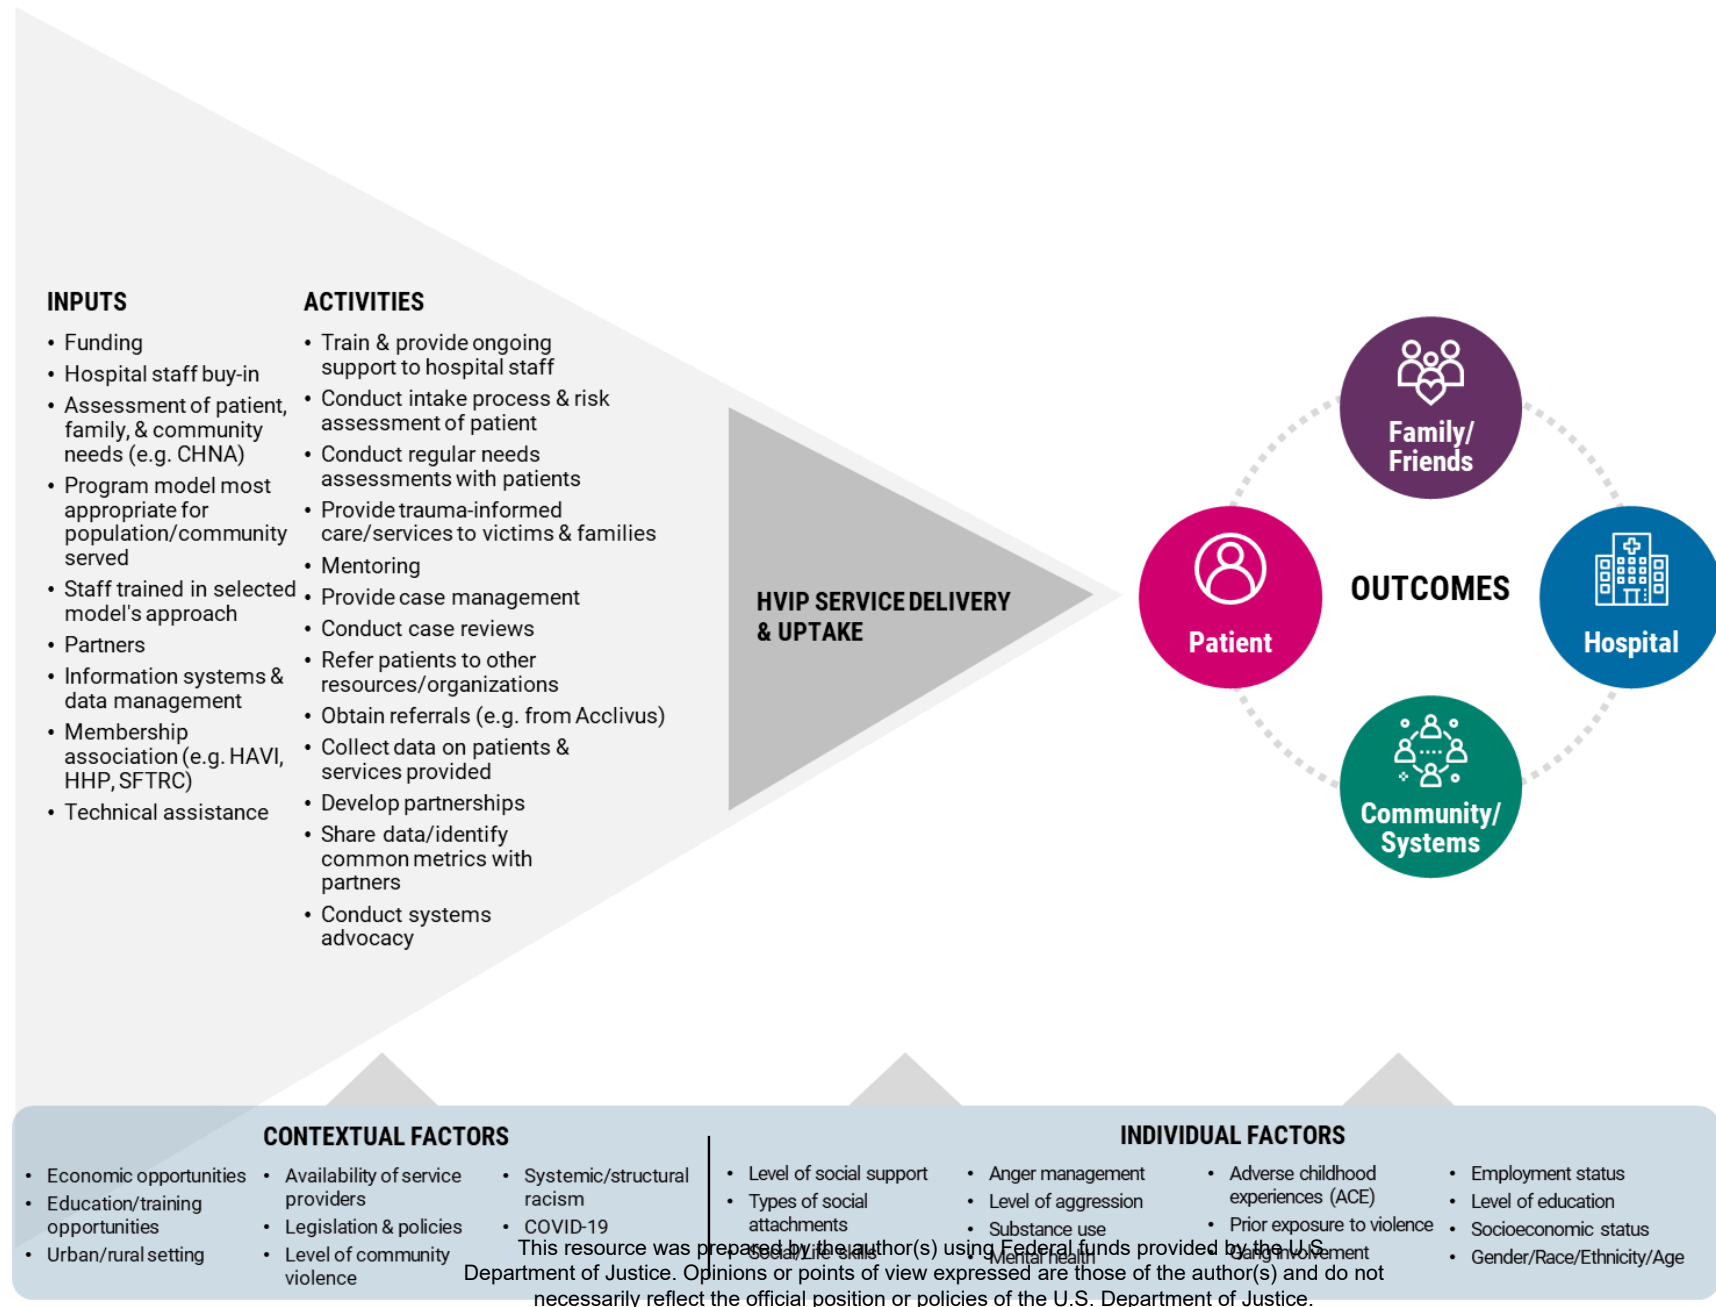 INPUTS
• Funding
• Hospital staff buy-in
• Assessment of patient,
family, & community
needs (e.g. CHNA)
• Program model most
appropriate for
population/community
served
• Staff trained in selected
model's approach
• Partners
• Information systems &
data management
• Membership
association (e.g. HAVI,
HHP, SFTRC)
• Technical assistance
ACTIVITIES
• Train & provide ongoing
support to hospital staff
• Conduct intake process & risk
assessment of patient
• Conduct regular needs
assessments with patients
• Provide trauma-informed
care/services to victims & families
• Mentoring
• Provide case management
• Conduct case reviews
• Refer patients to other
resources/organizations
• Obtain referrals (e.g. from Acclivus)
• Collect data on patients &
services provided
• Develop partnerships
• Share data/identify
common metrics with
partners
• Conduct systems
advocacy
HVIP SERVICE DELIVERY
& UPTAKE
Family/
Friends
Patient
OUTCOMES
Hospital
Community/
Systems
CONTEXTUAL FACTORS
• Economic opportunities
• Education/training
opportunities
• Urban/rural setting
• Availability of service
providers
• Legislation & policies
• Level of community
violence
• Systemic/structural
racism
• COVID-19
INDIVIDUAL FACTORS
• Level of social support
• Types of social
attachments
• Social/Life skills
• Anger management
• Level of aggression
• Substance use
• Mental health
• Adverse childhood
experiences (ACE)
• Prior exposure to violence
• Gang involvement
• Employment status
• Level of education
• Socioeconomic status
• Gender/Race/Ethnicity/Age
This resource was prepared by the author(s) using Federal funds provided by the U.S.
Department of Justice. Opinions or points of view expressed are those of the author(s) and do not
necessarily reflect the official position or policies of the U.S. Department of Justice.